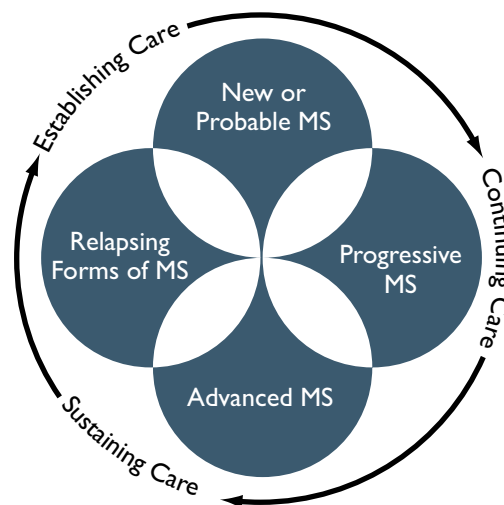 Establishing Care
New or
Probable MS
Continuing Care
Relapsing
Forms of MS
Progressive
MS
Advanced MS
Sustaining Care